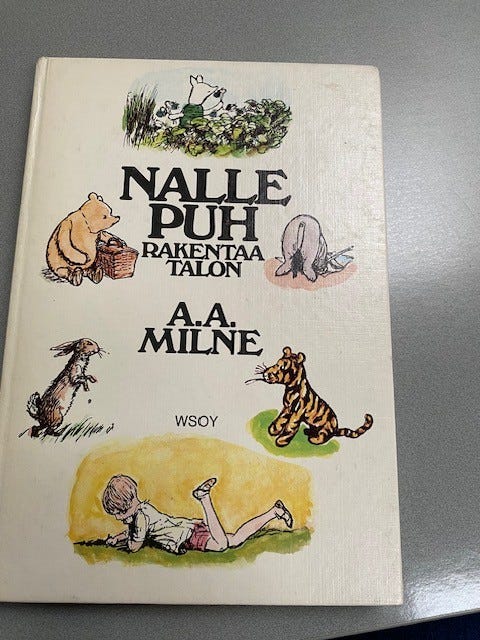 NALLE
PUH
RAKENTAA
TALON
A.A.
MILNE
WSOY